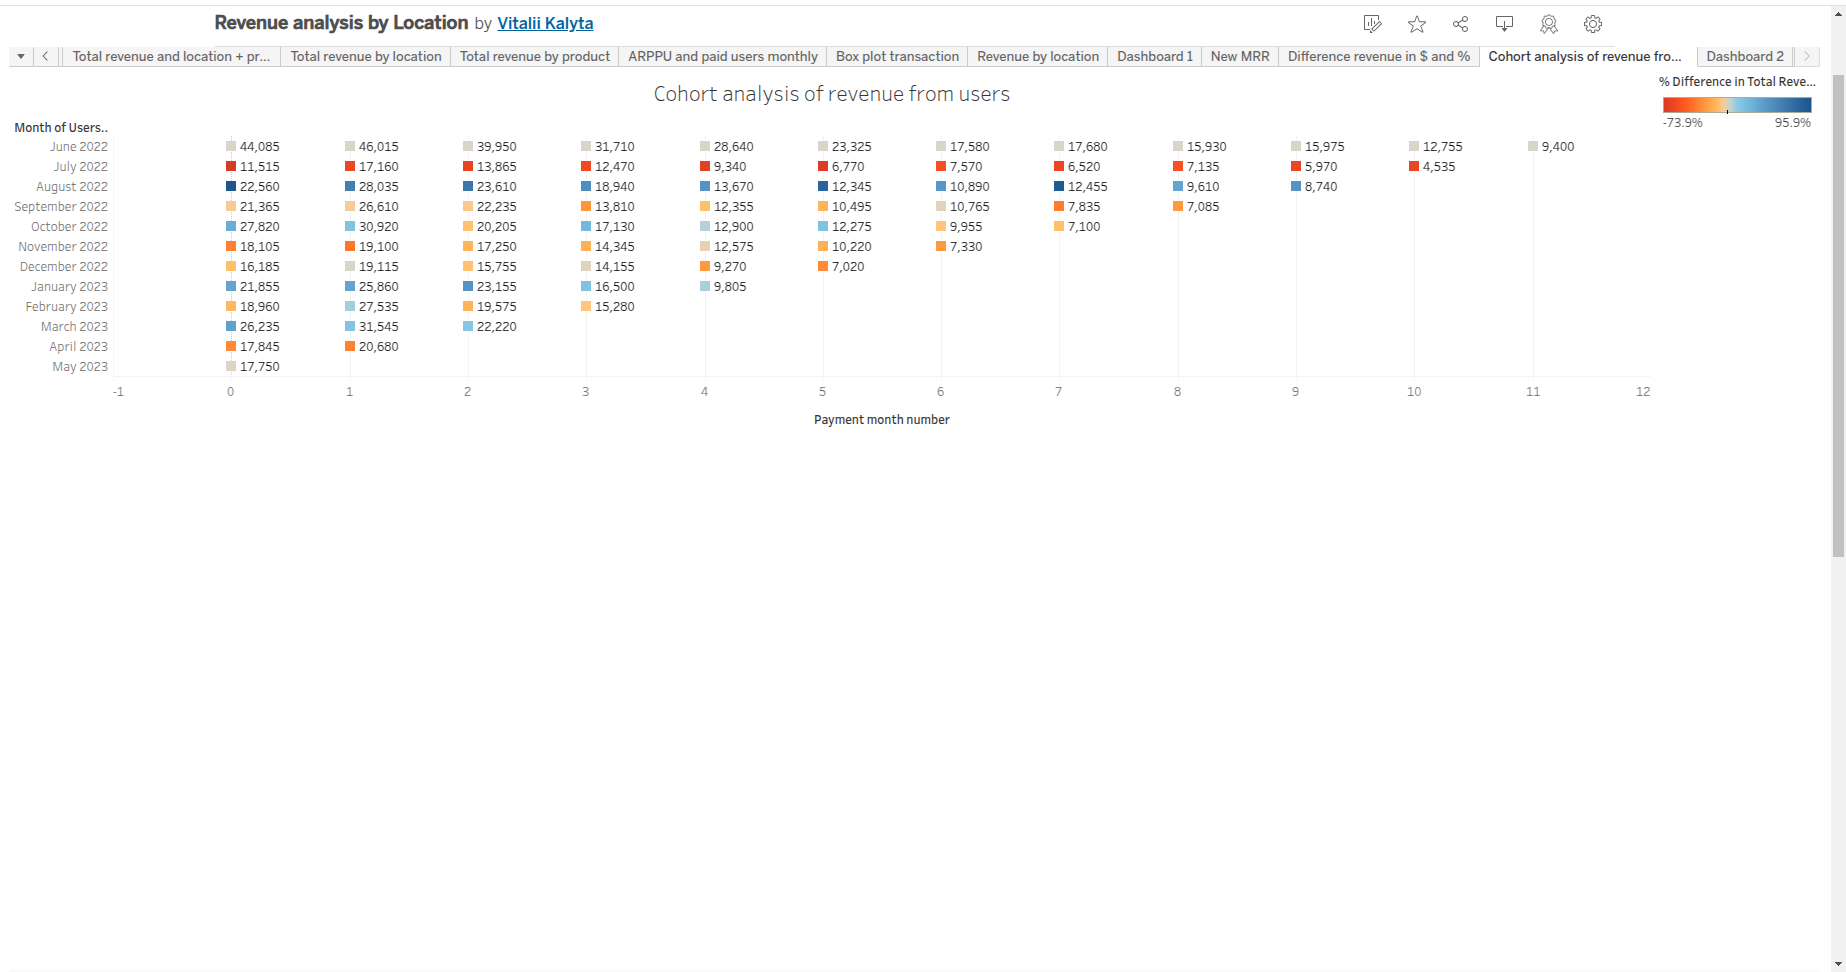 Revenue analysis by Location by Vitalii Kalyta
Total revenue and location + pr... Total revenue by location Total revenue by product ARPPU and paid users monthly Box plot transaction Revenue by location Dashboard 1 New MRR Difference revenue in $ and % Cohort analysis of revenue fro... Dashboard 2
Cohort analysis of revenue from users
% Difference in Total Reve...
-73.9% 95.9%
Month of Users..
June 2022 44,085 46,015 39,950 31,710 28,640 23,325 17,580 17,680 15,930 15,975 12,755 9,400
July 2022 11,515 17,160 13,865 12,470 9,340 6,770 7,570 6,520 7,135 5,970 4,535
August 2022 22,560 28,035 23,610 18,940 13,670 12,345 10,890 12,455 9,610 8,740
September 2022 21,365 26,610 22,235 13,810 12,355 10,495 10,765 7,835 7,085
October 2022 27,820 30,920 20,205 17,130 12,900 12,275 9,955 7,100
November 2022 18,105 19,100 17,250 14,345 12,575 10,220 7,330
December 2022 16,185 19,115 15,755 14,155 9,270 7,020
January 2023 21,855 25,860 23,155 16,500 9,805
February 2023 18,960 27,535 19,575 15,280
March 2023 26,235 31,545 22,220
April 2023 17,845 20,680
May 2023 17,750
-1 0 1 2 3 4 5 6 7 8 9 10 11 12
Payment month number